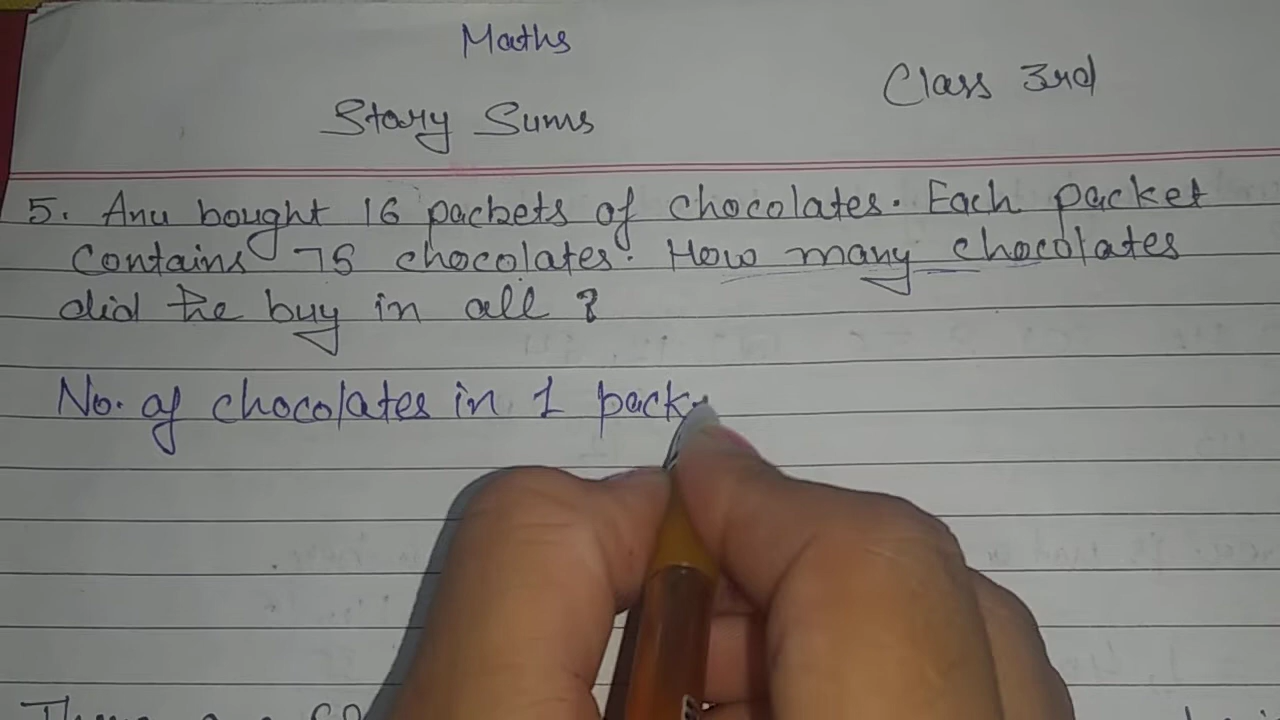 Maths
Class 3rd
Story Sums
5. Anu bought 16 packets of chocolates. Each packet
Contains 75 chocolates. How many chocolates
did the buy in all ?
No. of chocolates in 1 pack